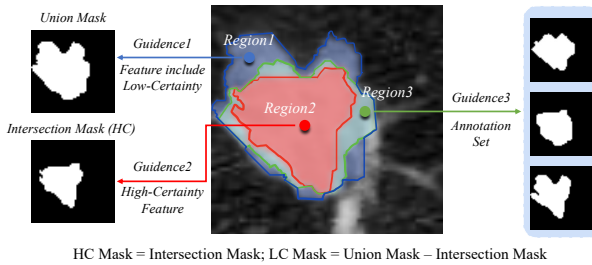 Union Mask
Guidence1
Feature include
Low-Certainty
Region1
Region2
Region3
Guidence3
Annotation
Set
Intersection Mask (HC)
Guidence2
High-Certainty
Feature
HC Mask = Intersection Mask; LC Mask = Union Mask – Intersection Mask